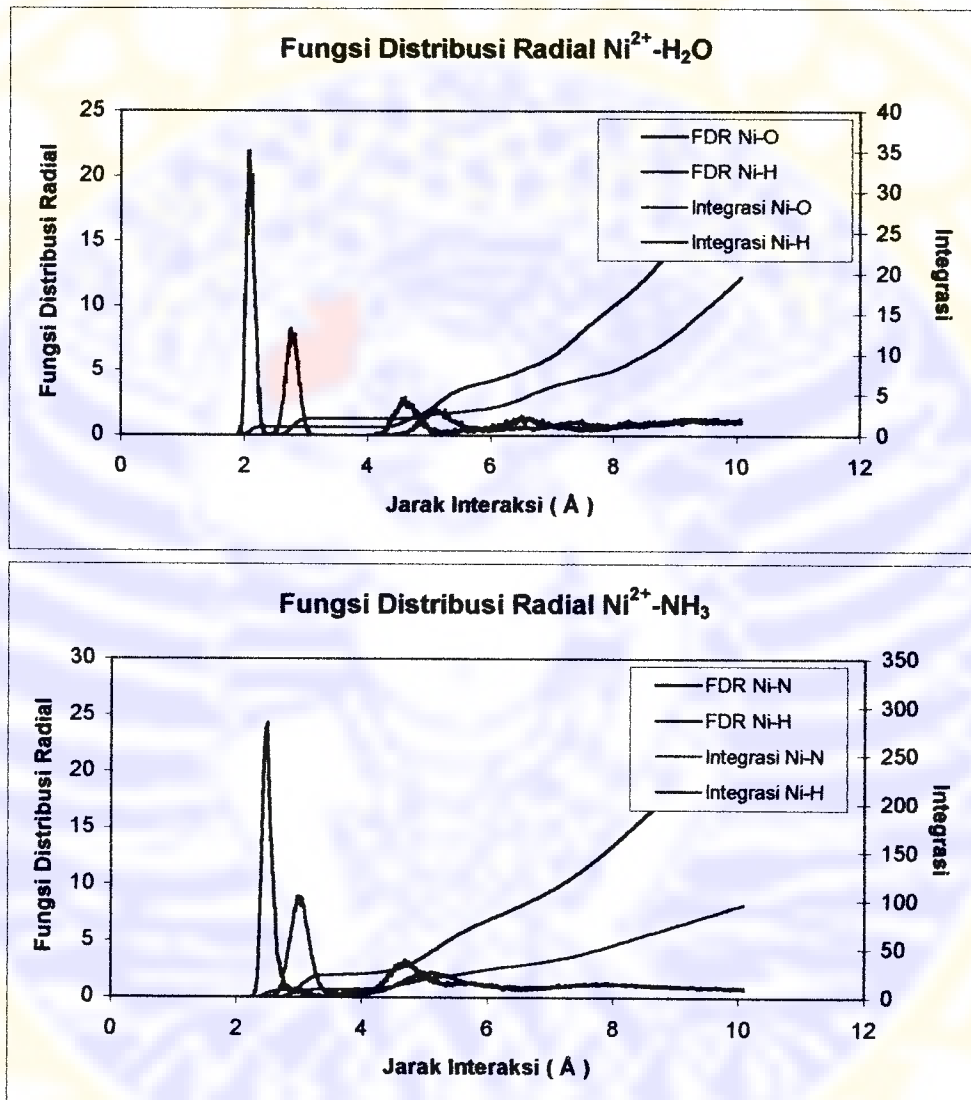 Fungsi Distribusi Radial Ni²⁺-H₂O
Fungsi Distribusi Radial
25
20
15
10
5
0
0 2 4 6 8 10 12
Jarak Interaksi ( Å )
40
35
30
25
20
15
10
5
0
Integrasi
FDR Ni-O
FDR Ni-H
Integrasi Ni-O
Integrasi Ni-H
Fungsi Distribusi Radial Ni²⁺-NH₃
Fungsi Distribusi Radial
30
25
20
15
10
5
0
0 2 4 6 8 10 12
Jarak Interaksi ( Å )
350
300
250
200
150
100
50
0
Integrasi
FDR Ni-N
FDR Ni-H
Integrasi Ni-N
Integrasi Ni-H